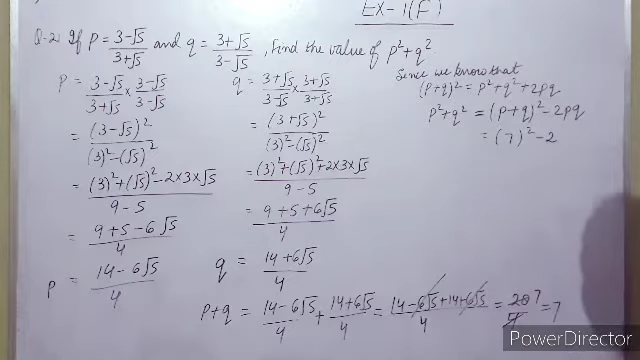 EX-1(F)
Q-2 If p = 3-√5/3+√5 and q = 3+√5/3-√5, find the value of p²+q².
p = 3-√5/3+√5 × 3-√5/3-√5
= (3-√5)²/(3)²-(√5)²
= (3)²+(√5)²-2×3×√5/9-5
= 9+5-6√5/4
p = 14-6√5/4
q = 3+√5/3-√5 × 3+√5/3+√5
= (3+√5)²/(3)²-(√5)²
= (3)²+(√5)²+2×3×√5/9-5
= 9+5+6√5/4
q = 14+6√5/4
Since we know that
(p+q)² = p²+q²+2pq
p²+q² = (p+q)²-2pq
= (7)²-2
p+q = 14-6√5/4 + 14+6√5/4 = 14-6√5+14+6√5/4 = 28 7/4 = 7
PowerDirector